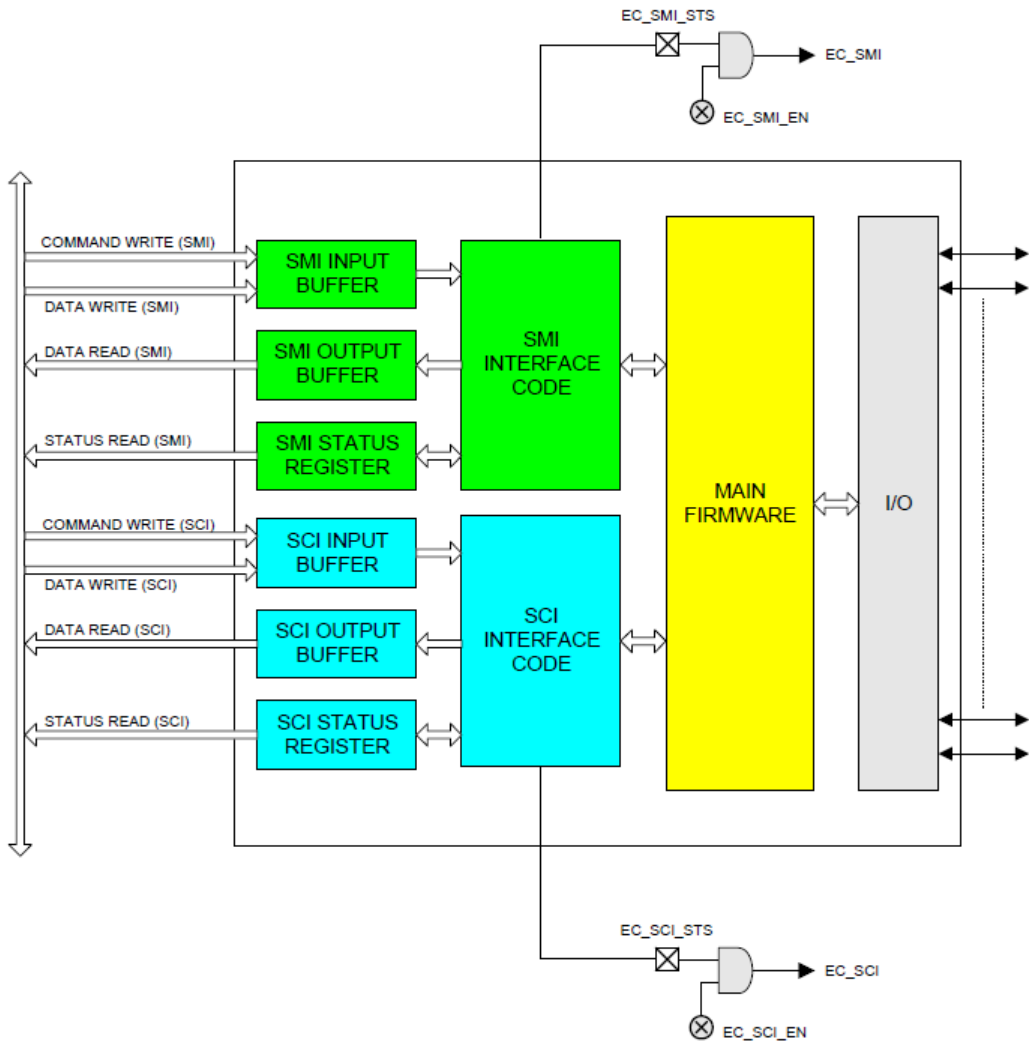 EC_SMI_STS
EC_SMI
EC_SMI_EN
COMMAND WRITE (SMI)
DATA WRITE (SMI)
SMI INPUT
BUFFER
DATA READ (SMI)
SMI OUTPUT
BUFFER
SMI
INTERFACE
CODE
STATUS READ (SMI)
SMI STATUS
REGISTER
MAIN
FIRMWARE
I/O
COMMAND WRITE (SCI)
DATA WRITE (SCI)
SCI INPUT
BUFFER
DATA READ (SCI)
SCI OUTPUT
BUFFER
SCI
INTERFACE
CODE
STATUS READ (SCI)
SCI STATUS
REGISTER
EC_SCI_STS
EC_SCI
EC_SCI_EN